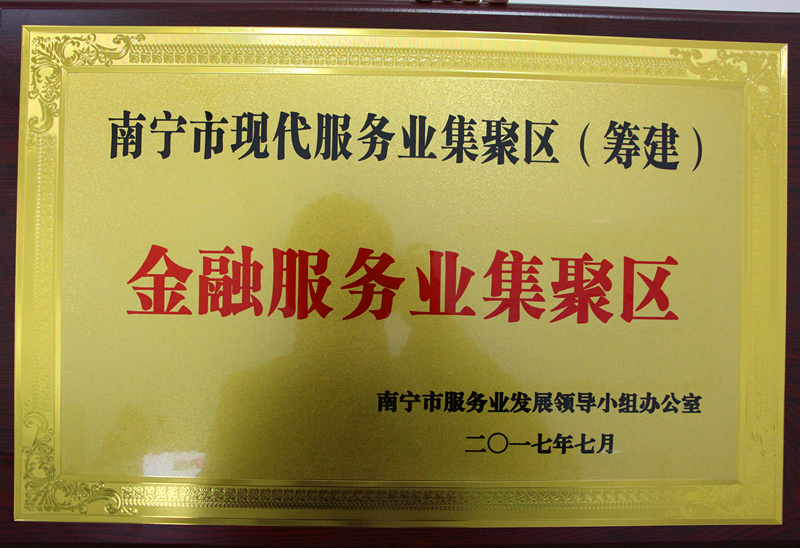 南宁市现代服务业集聚区（筹建）
金融服务业集聚区
南宁市服务业发展领导小组办公室
二〇一七年七月